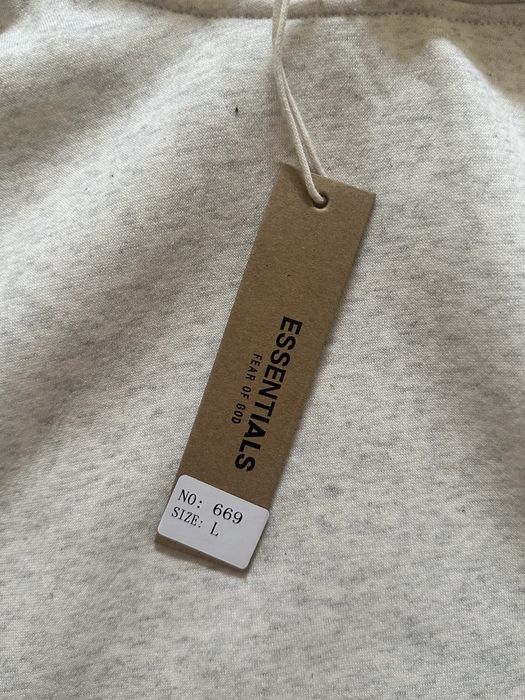 ESSENTIALS
FEAR OF GOD
NO: 669
SIZE: L